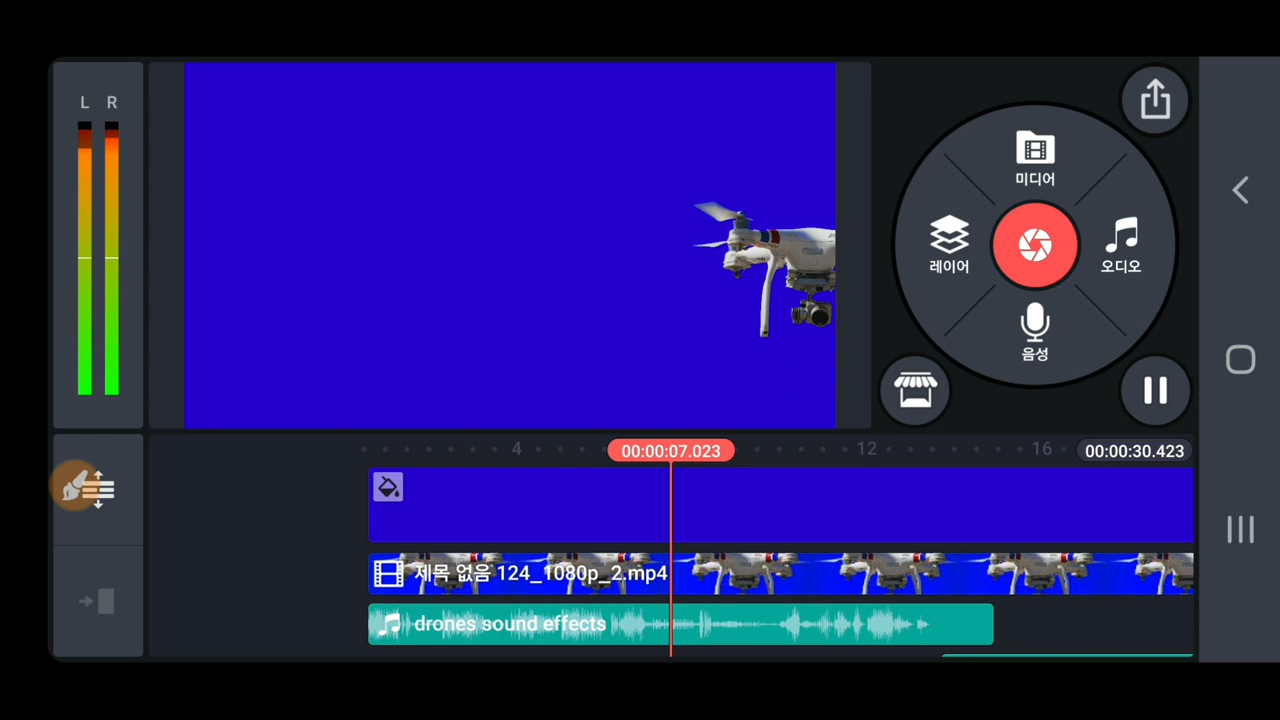 L R
미디어
레이어
오디오
음성
4
00:00:07.023
12
16
00:00:30.423
제목 없음 124_1080p_2.mp4
drones sound effects